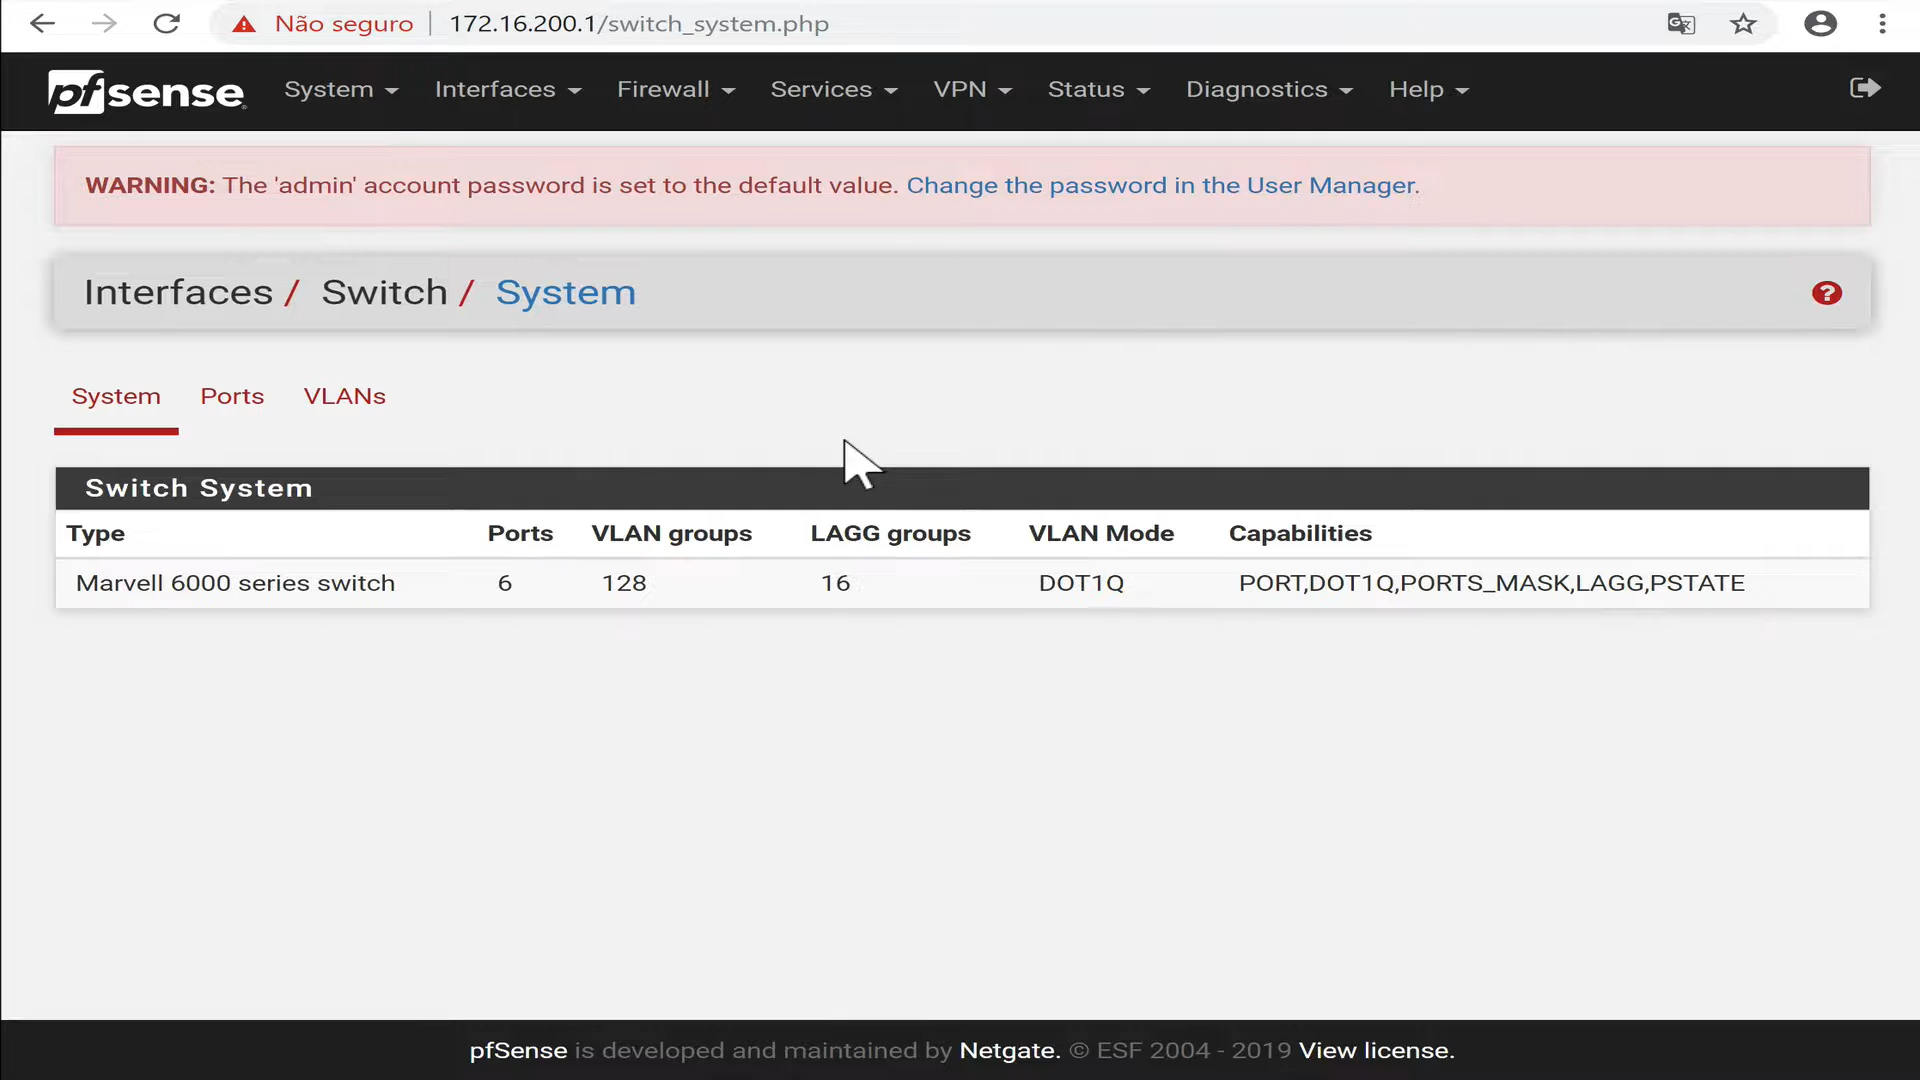 Não seguro 172.16.200.1/switch_system.php
pfsense System Interfaces Firewall Services VPN Status Diagnostics Help
WARNING: The 'admin' account password is set to the default value. Change the password in the User Manager.
Interfaces / Switch / System
System Ports VLANs
Switch System
Type Ports VLAN groups LAGG groups VLAN Mode Capabilities
Marvell 6000 series switch 6 128 16 DOT1Q PORT,DOT1Q,PORTS_MASK,LAGG,PSTATE
pfSense is developed and maintained by Netgate. © ESF 2004 - 2019 View license.